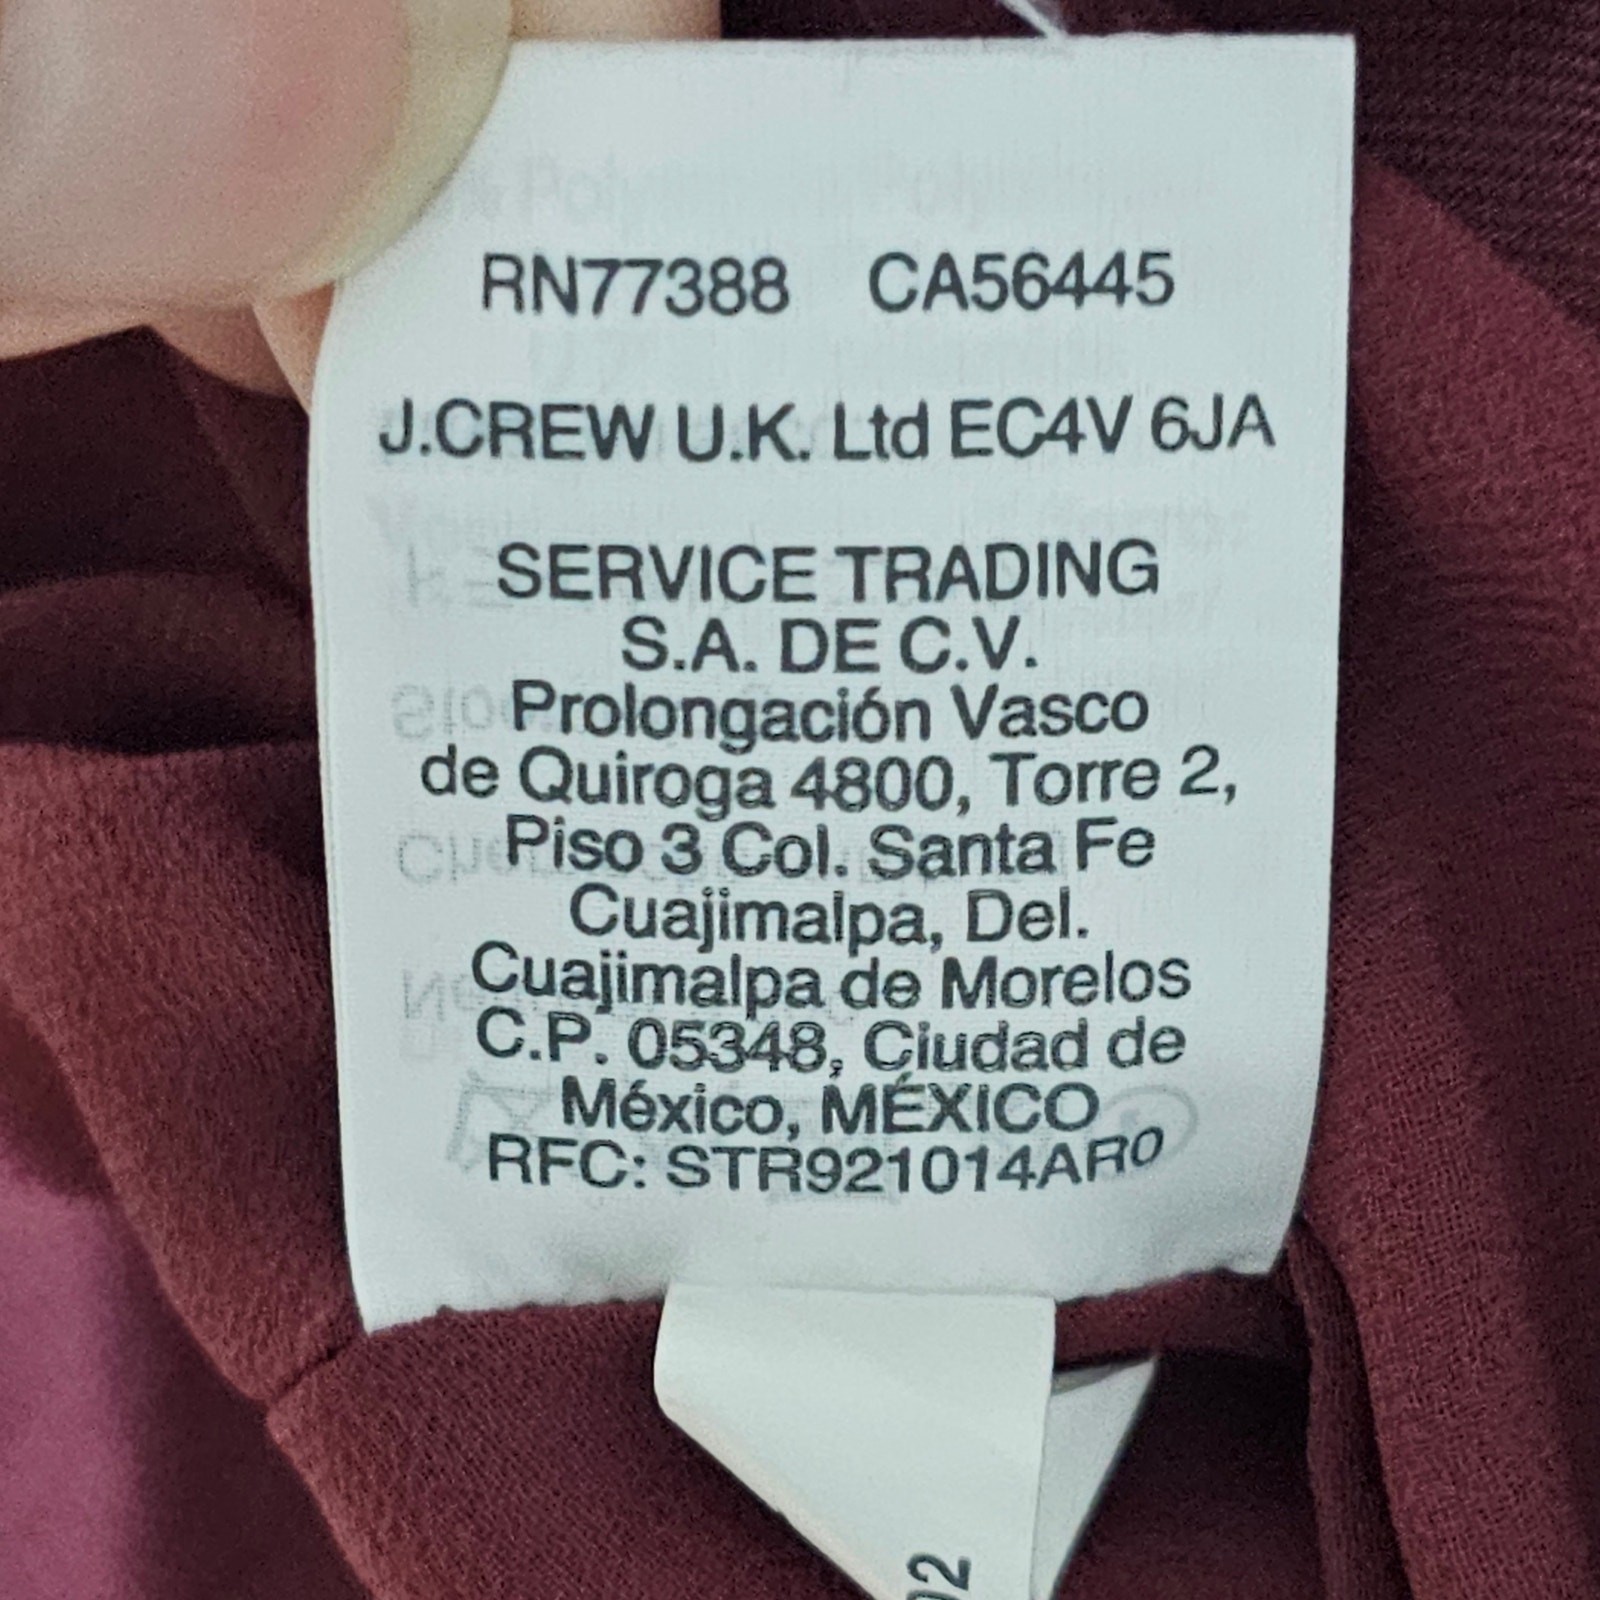 RN77388 CA56445
J.CREW U.K. Ltd EC4V 6JA
SERVICE TRADING
S.A. DE C.V.
Prolongación Vasco
de Quiroga 4800, Torre 2,
Piso 3 Col. Santa Fe
Cuajimalpa, Del.
Cuajimalpa de Morelos
C.P. 05348, Ciudad de
México, MÉXICO
RFC: STR921014AR0